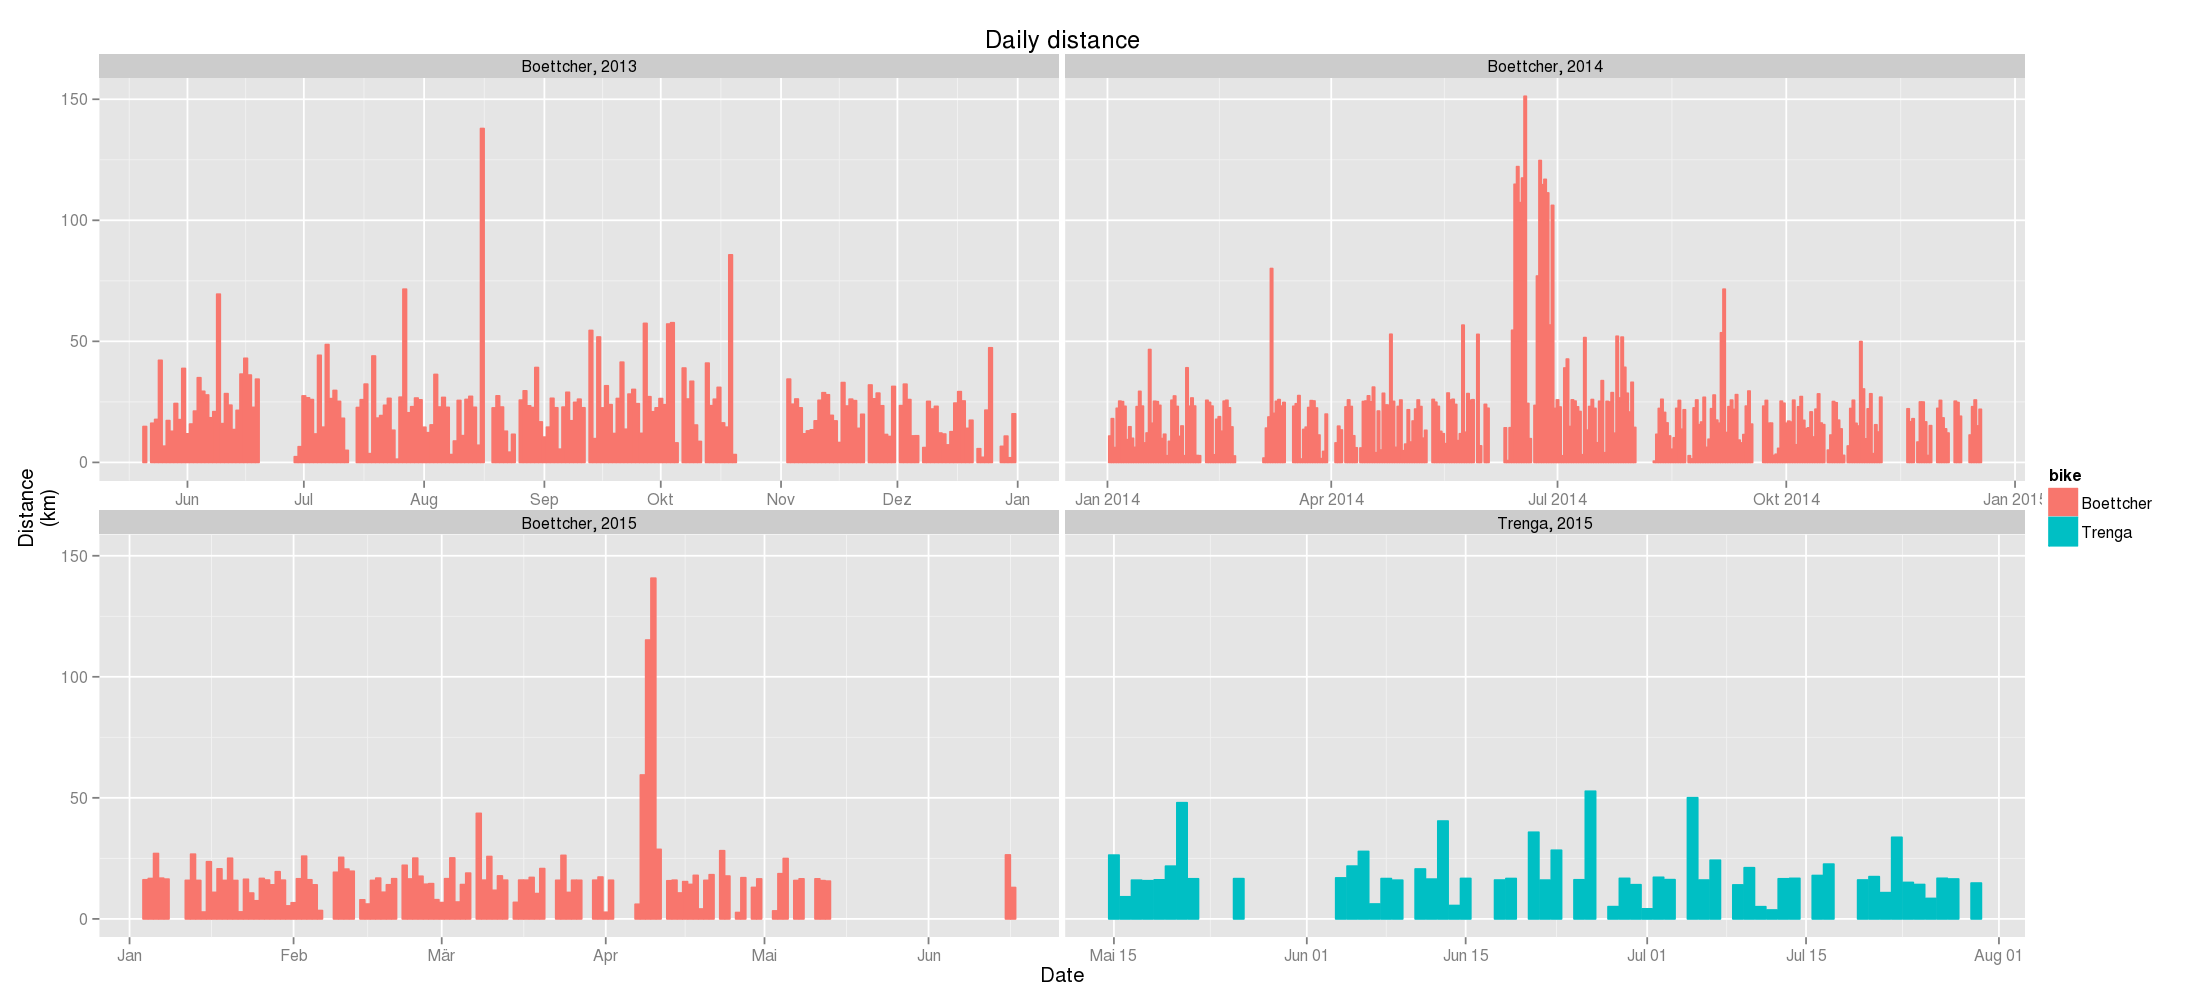 Daily distance
Boettcher, 2013
Boettcher, 2014
150
100
50
0
Jun Jul Aug Sep Okt Nov Dez Jan
Jan 2014 Apr 2014 Jul 2014 Okt 2014 Jan 2015
Distance
(km)
bike
Boettcher
Trenga
Boettcher, 2015
Trenga, 2015
150
100
50
0
Jan Feb Mär Apr Mai Jun
Mai 15 Jun 01 Jun 15 Jul 01 Jul 15 Aug 01
Date